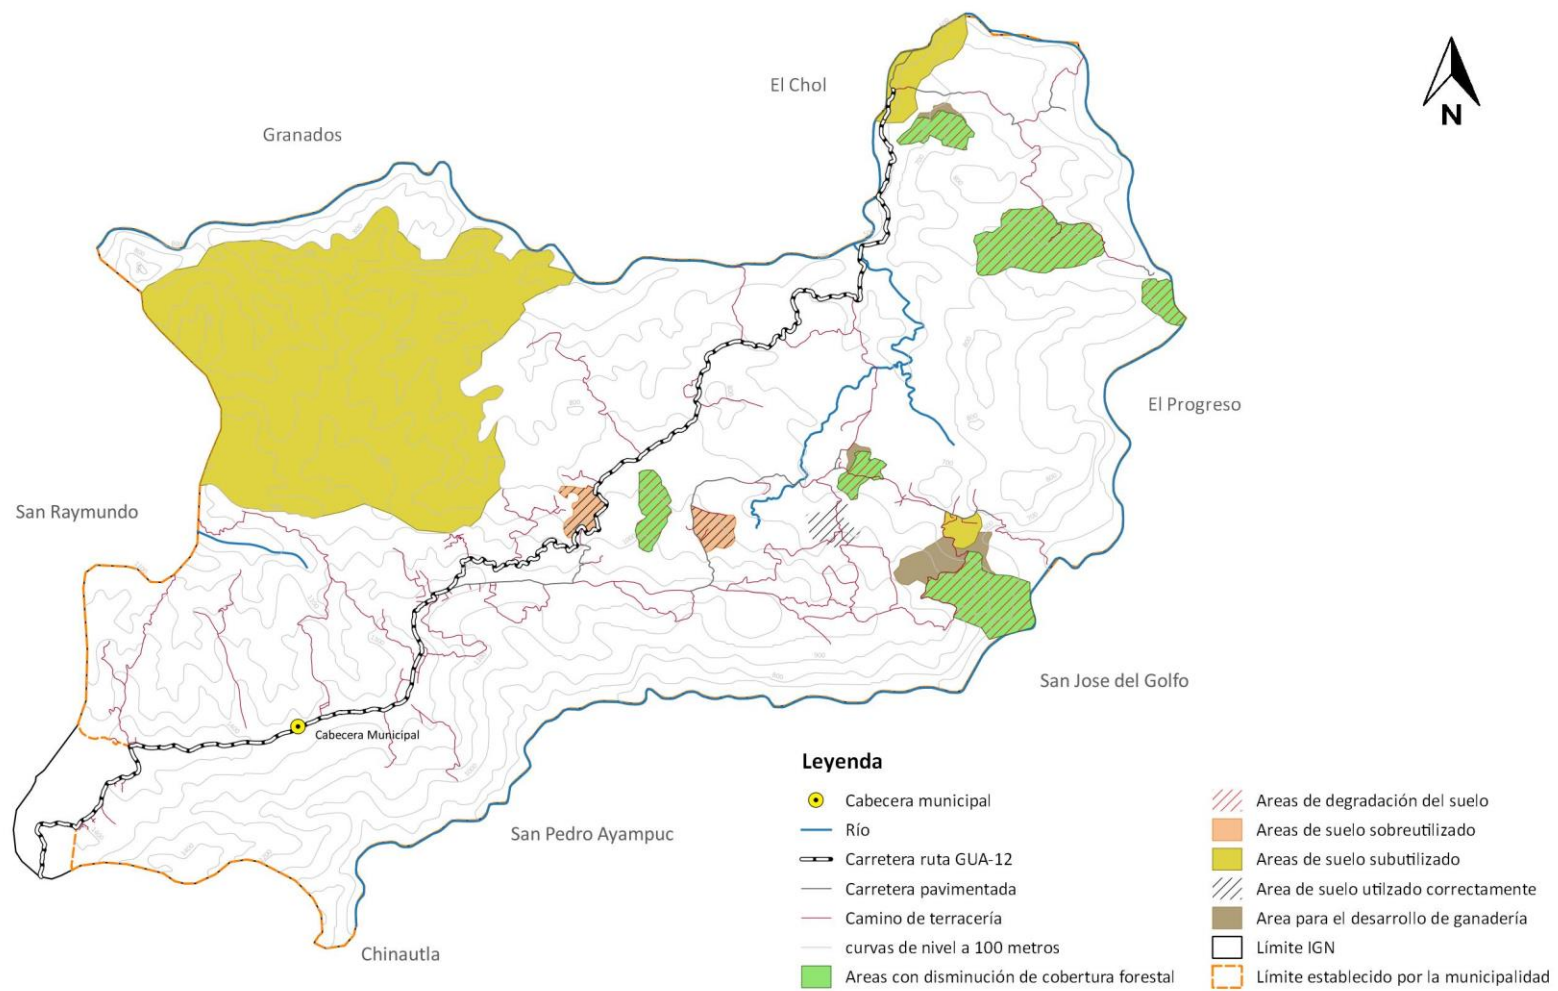 El Chol
N
Granados
El Progreso
San Raymundo
San Jose del Golfo
Cabecera Municipal
San Pedro Ayampuc
Chinautla
Leyenda
Cabecera municipal
Río
Carretera ruta GUA-12
Carretera pavimentada
Camino de terracería
curvas de nivel a 100 metros
Areas con disminución de cobertura forestal
Areas de degradación del suelo
Areas de suelo sobreutilizado
Areas de suelo subutilizado
Area de suelo utilzado correctamente
Area para el desarrollo de ganadería
Límite IGN
Límite establecido por la municipalidad